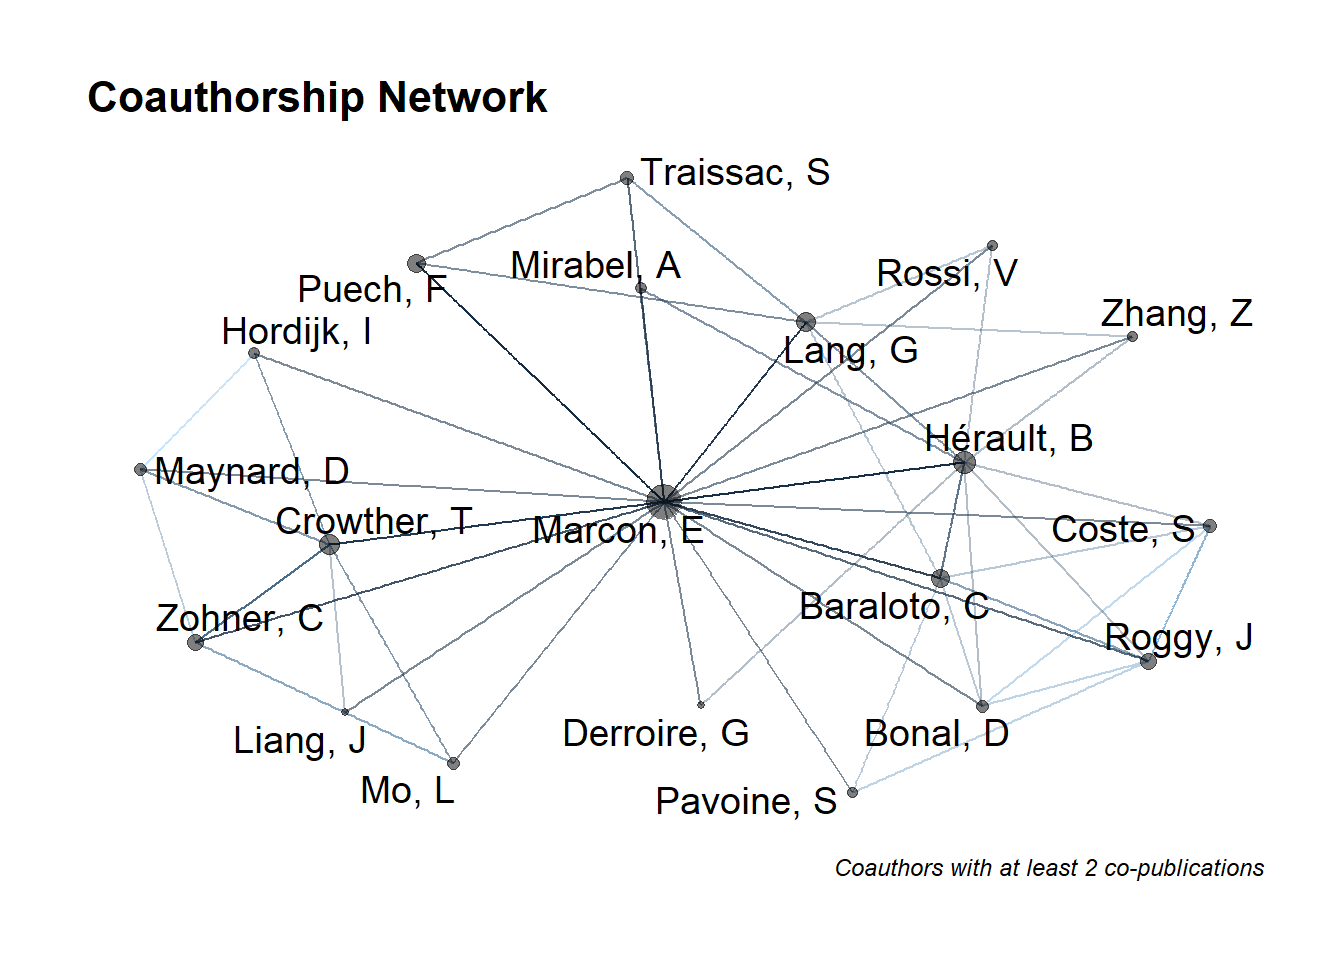 Coauthorship Network
Traissac, S
Mirabel, A
Rossi, V
Puech, F
Zhang, Z
Hordijk, I
Lang, G
Hérault, B
Maynard, D
Crowther, T
Marcon, E
Coste, S
Baraloto, C
Zohner, C
Roggy, J
Liang, J
Derroire, G
Bonal, D
Mo, L
Pavoine, S
Coauthors with at least 2 co-publications